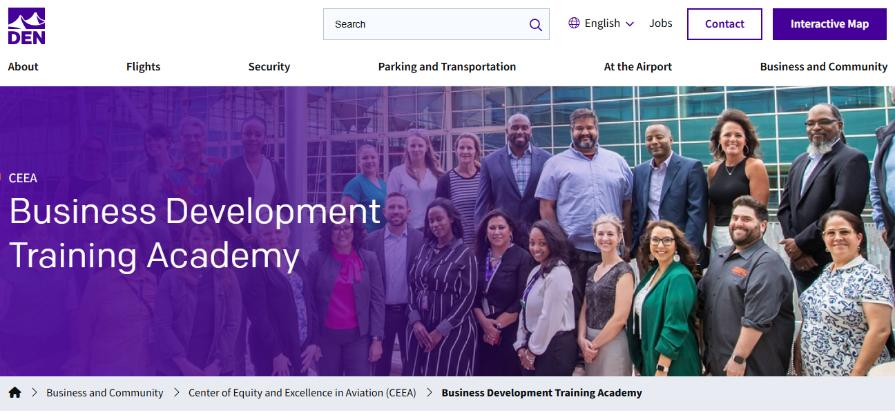 DEN
Search
English
Jobs
Contact
Interactive Map
About
Flights
Security
Parking and Transportation
At the Airport
Business and Community
CEEA
Business Development
Training Academy
Business and Community > Center of Equity and Excellence in Aviation (CEEA) > Business Development Training Academy